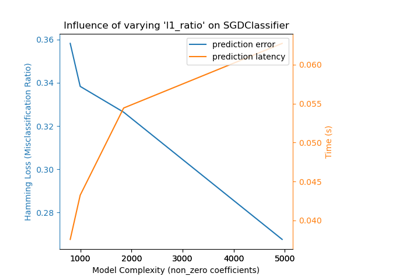 Influence of varying 'l1_ratio' on SGDClassifier
prediction error
prediction latency
Hamming Loss (Misclassification Ratio)
0.36
0.34
0.32
0.30
0.28
0.060
0.055
0.050
0.045
0.040
Time (s)
1000 2000 3000 4000 5000
Model Complexity (non_zero coefficients)